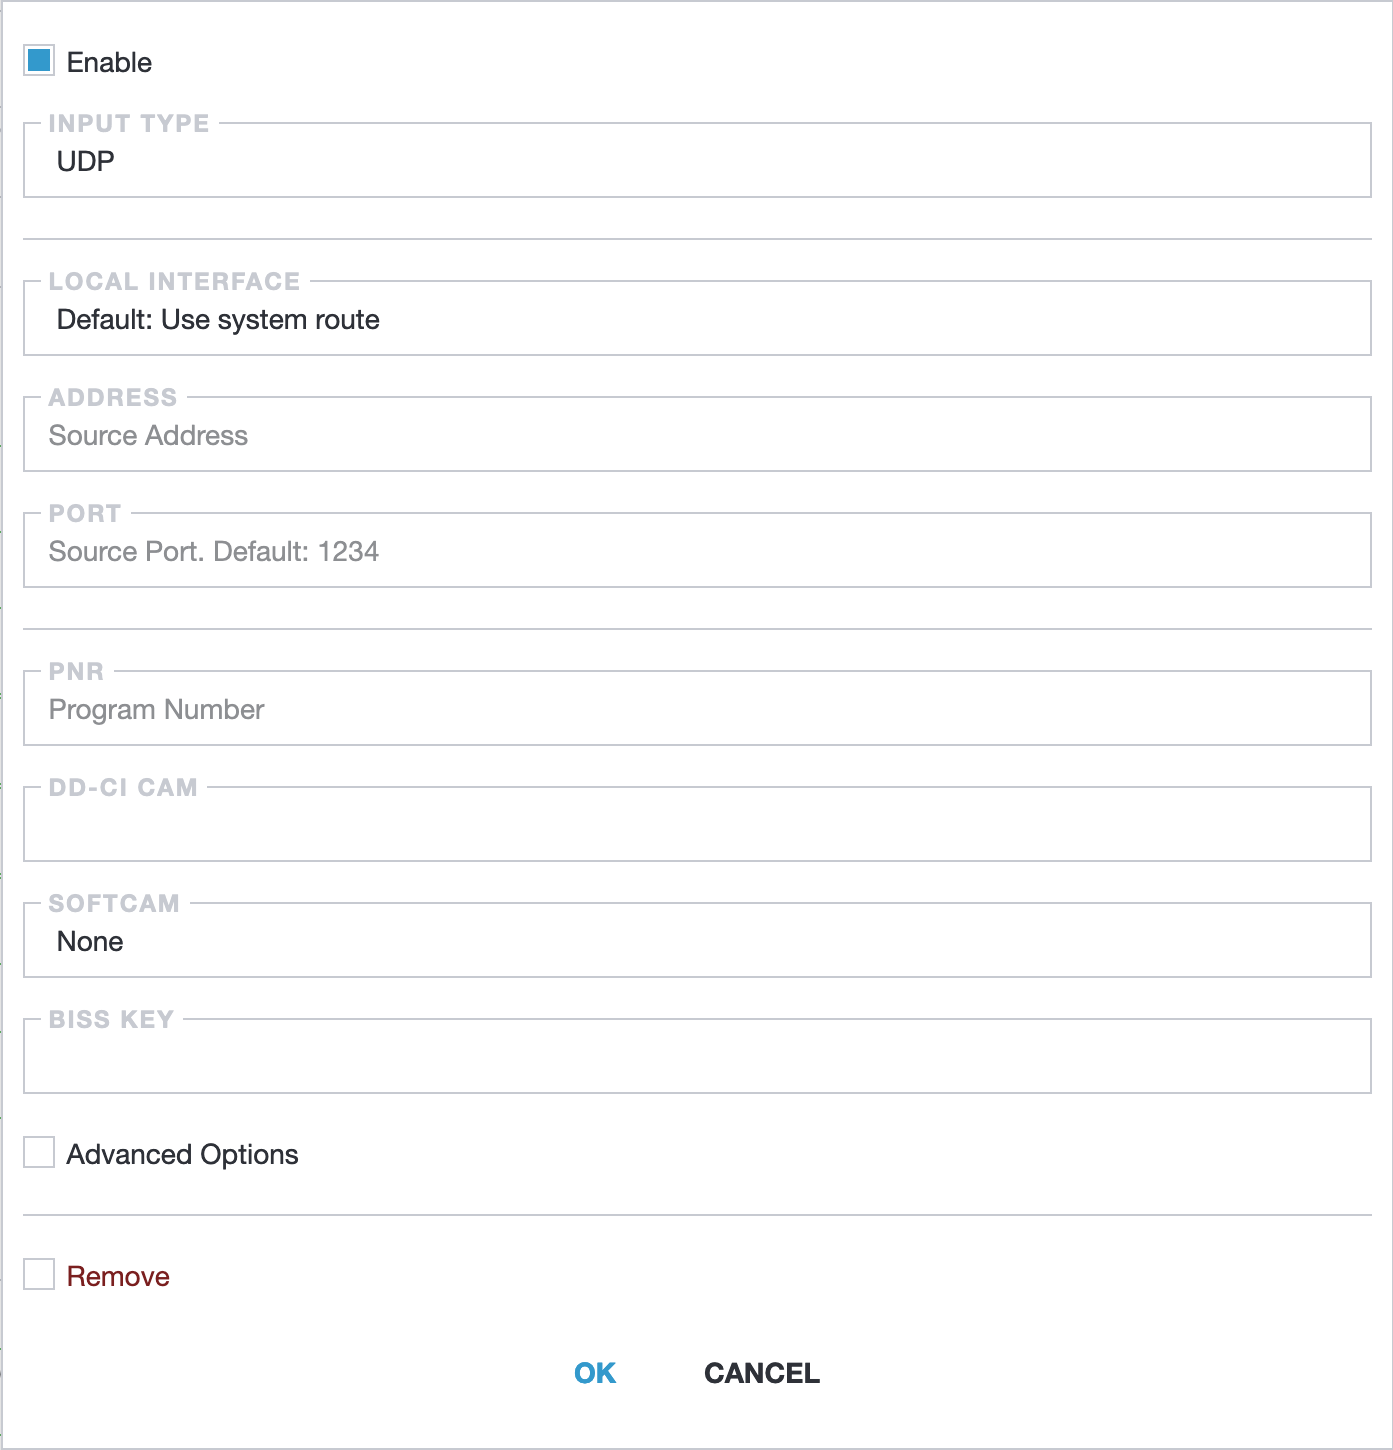 Enable
INPUT TYPE
UDP
LOCAL INTERFACE
Default: Use system route
ADDRESS
Source Address
PORT
Source Port. Default: 1234
PNR
Program Number
DD-CI CAM
SOFTCAM
None
BISS KEY
Advanced Options
Remove
OK CANCEL